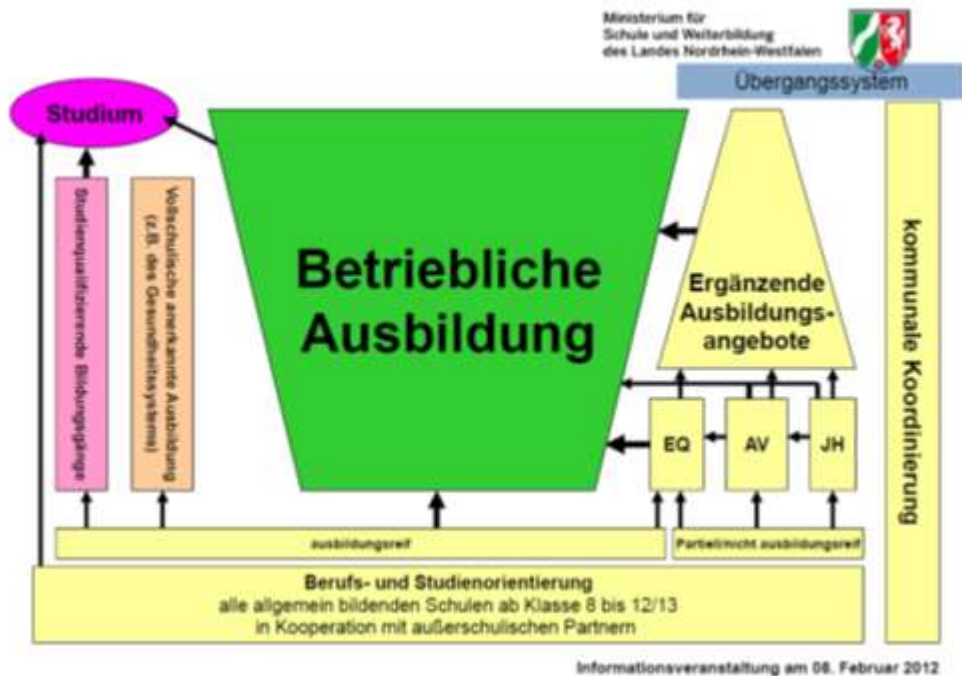 Ministerium für
Schule und Weiterbildung
des Landes Nordrhein-Westfalen
Übergangssystem
Studium
Studienqualifizierende Bildungsgänge
Vollschulische anerkannte Ausbildung
(z.B. des Gesundheitssystems)
Betriebliche
Ausbildung
Ergänzende
Ausbildungs-
angebote
EQ
AV
JH
kommunale Koordinierung
ausbildungsreif
Partiell/nicht ausbildungsreif
Berufs- und Studienorientierung
alle allgemein bildenden Schulen ab Klasse 8 bis 12/13
in Kooperation mit außerschulischen Partnern
Informationsveranstaltung am 08. Februar 2012